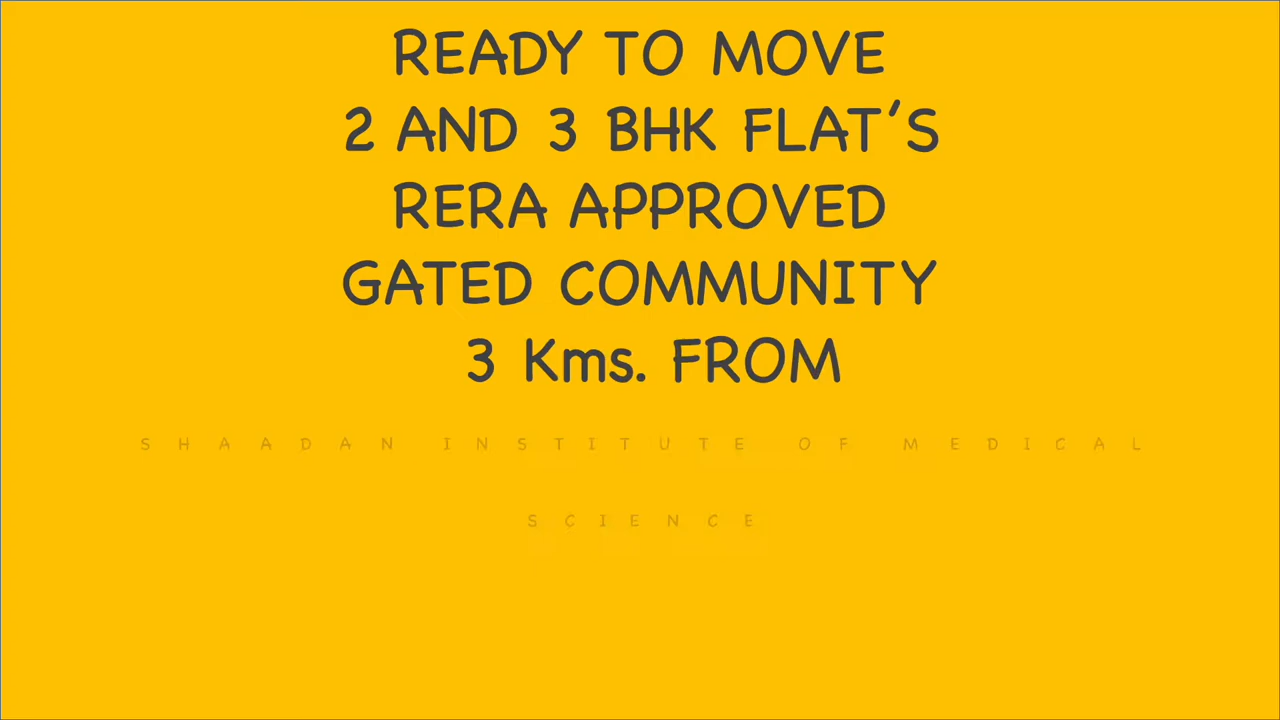 READY TO MOVE
2 AND 3 BHK FLAT'S
RERA APPROVED
GATED COMMUNITY
3 Kms. FROM
SHAADAN INSTITUTE OF MEDICAL
SCIENCE